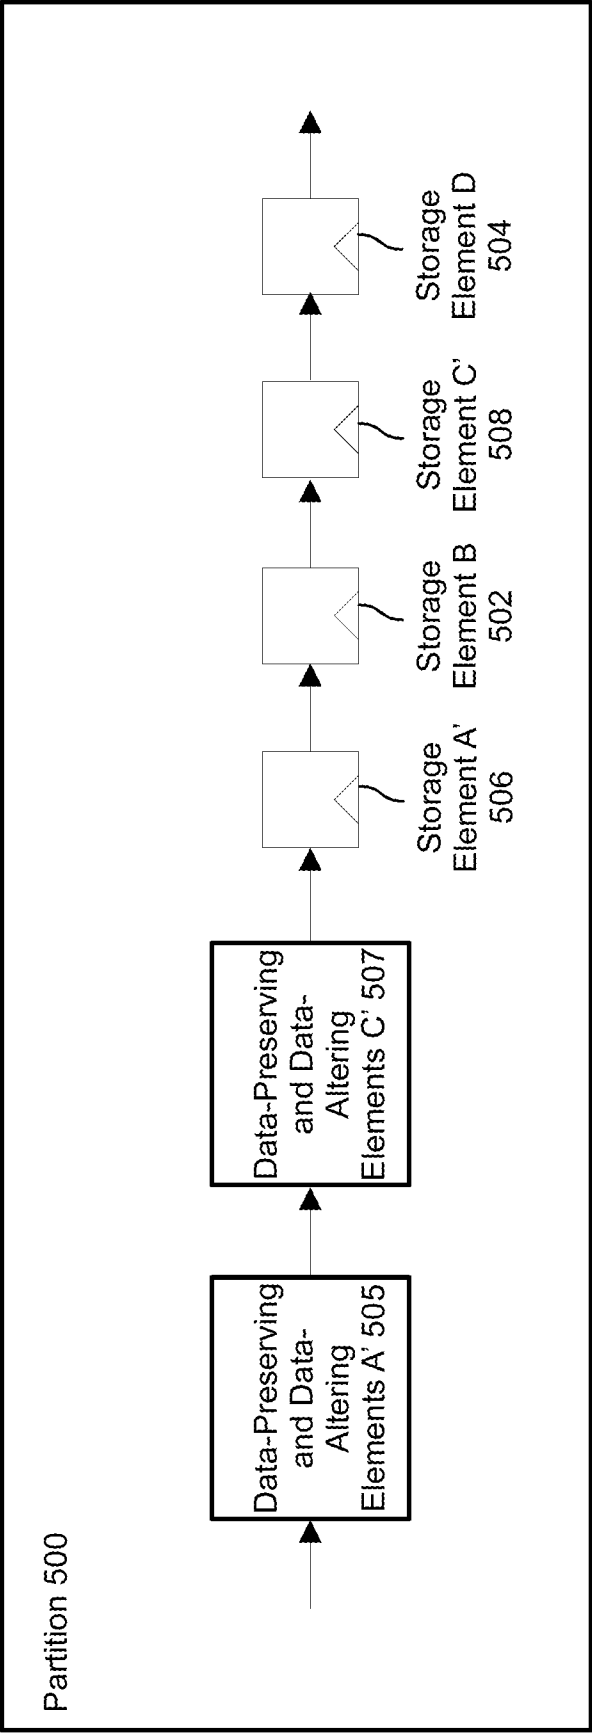 Partition 500
Data-Preserving
and Data-
Altering
Elements A' 505
Data-Preserving
and Data-
Altering
Elements C' 507
Storage
Element A'
506
Storage
Element B
502
Storage
Element C'
508
Storage
Element D
504